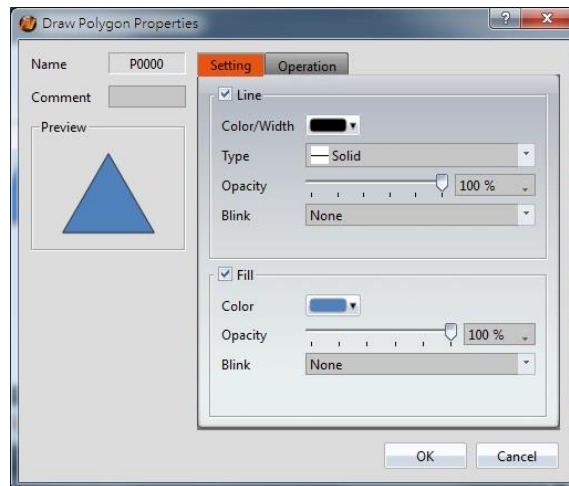 Draw Polygon Properties
Name P0000
Comment
Preview
Setting Operation
Line
Color/Width
Type Solid
Opacity 100 %
Blink None
Fill
Color
Opacity 100 %
Blink None
OK Cancel